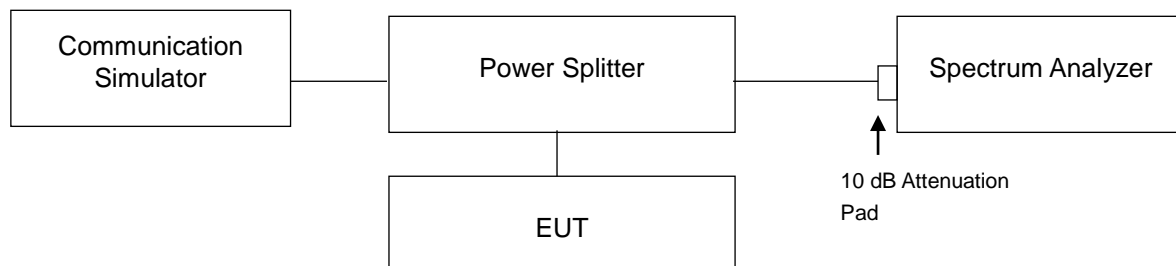 Communication
Simulator
Power Splitter
Spectrum Analyzer
10 dB Attenuation
Pad
EUT